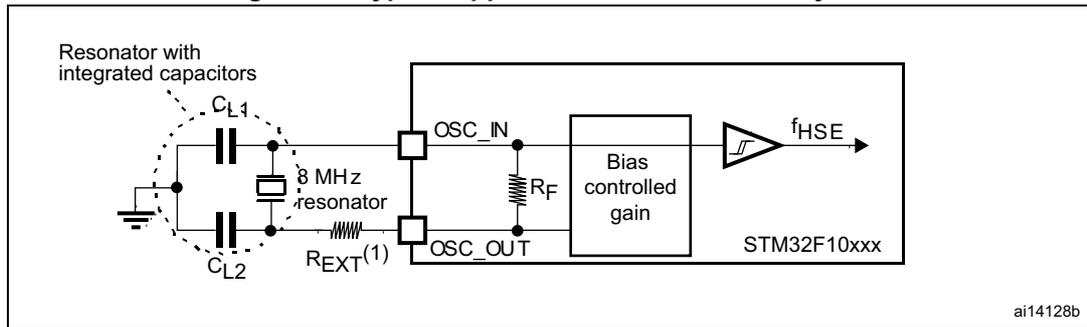 Resonator with
integrated capacitors
CL1
OSC_IN
fHSE
8 MHz
resonator
RF
Bias
controlled
gain
OSC_OUT
STM32F10xxx
REXT(1)
CL2
ai14128b